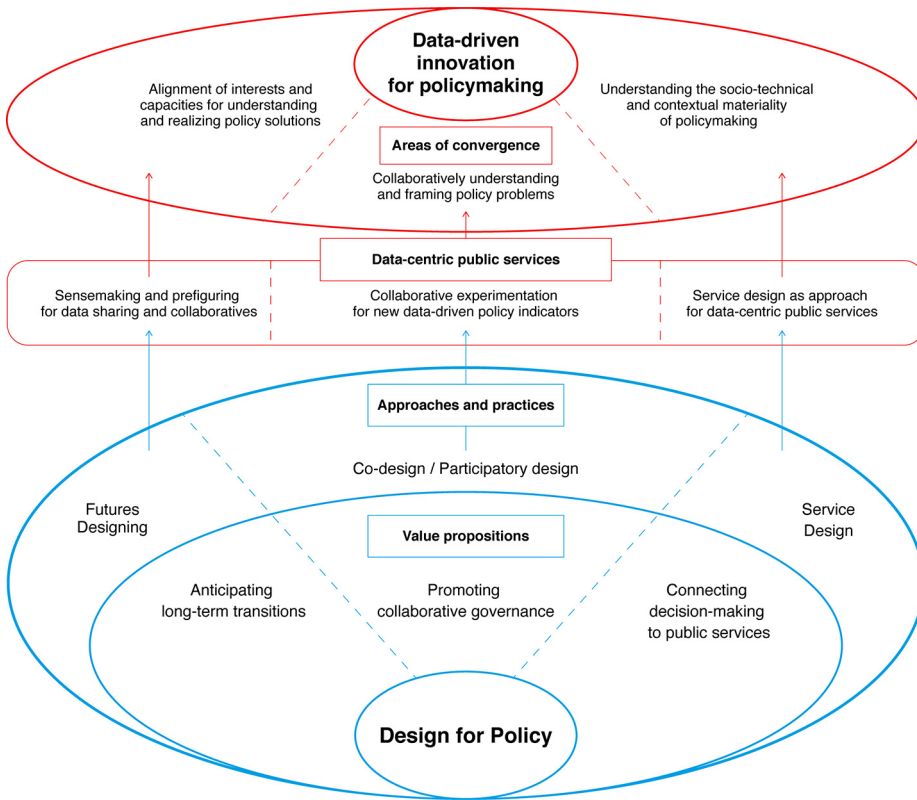 Data-driven
innovation
for policymaking
Alignment of interests and
capacities for understanding
and realizing policy solutions
Understanding the socio-technical
and contextual materiality
of policymaking
Areas of convergence
Collaboratively understanding
and framing policy problems
Data-centric public services
Sensemaking and prefiguring
for data sharing and collaboratives
Collaborative experimentation
for new data-driven policy indicators
Service design as approach
for data-centric public services
Approaches and practices
Co-design / Participatory design
Futures
Designing
Service
Design
Value propositions
Anticipating
long-term transitions
Promoting
collaborative governance
Connecting
decision-making
to public services
Design for Policy